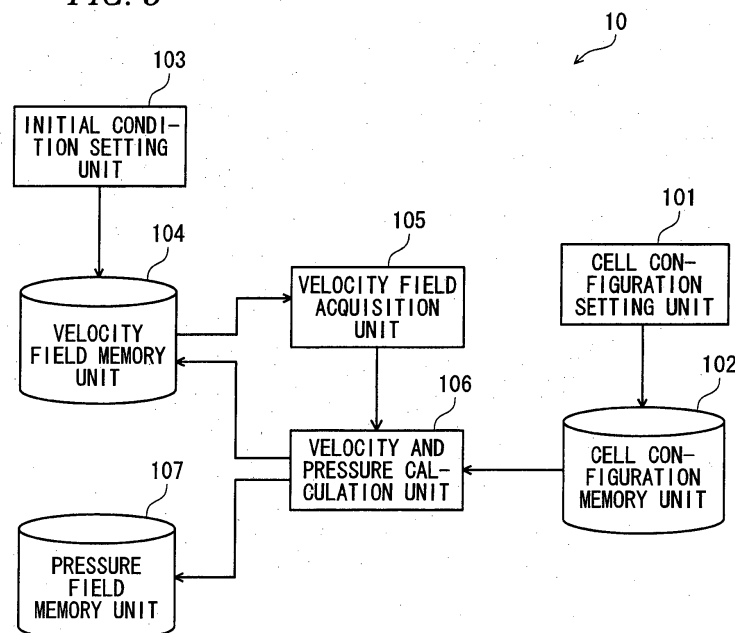 10
103
INITIAL CONDI-
TION SETTING
UNIT
104
VELOCITY
FIELD MEMORY
UNIT
105
VELOCITY FIELD
ACQUISITION
UNIT
101
CELL CON-
FIGURATION
SETTING UNIT
106
VELOCITY AND
PRESSURE CAL-
CULATION UNIT
102
CELL CON-
FIGURATION
MEMORY UNIT
107
PRESSURE
FIELD
MEMORY UNIT